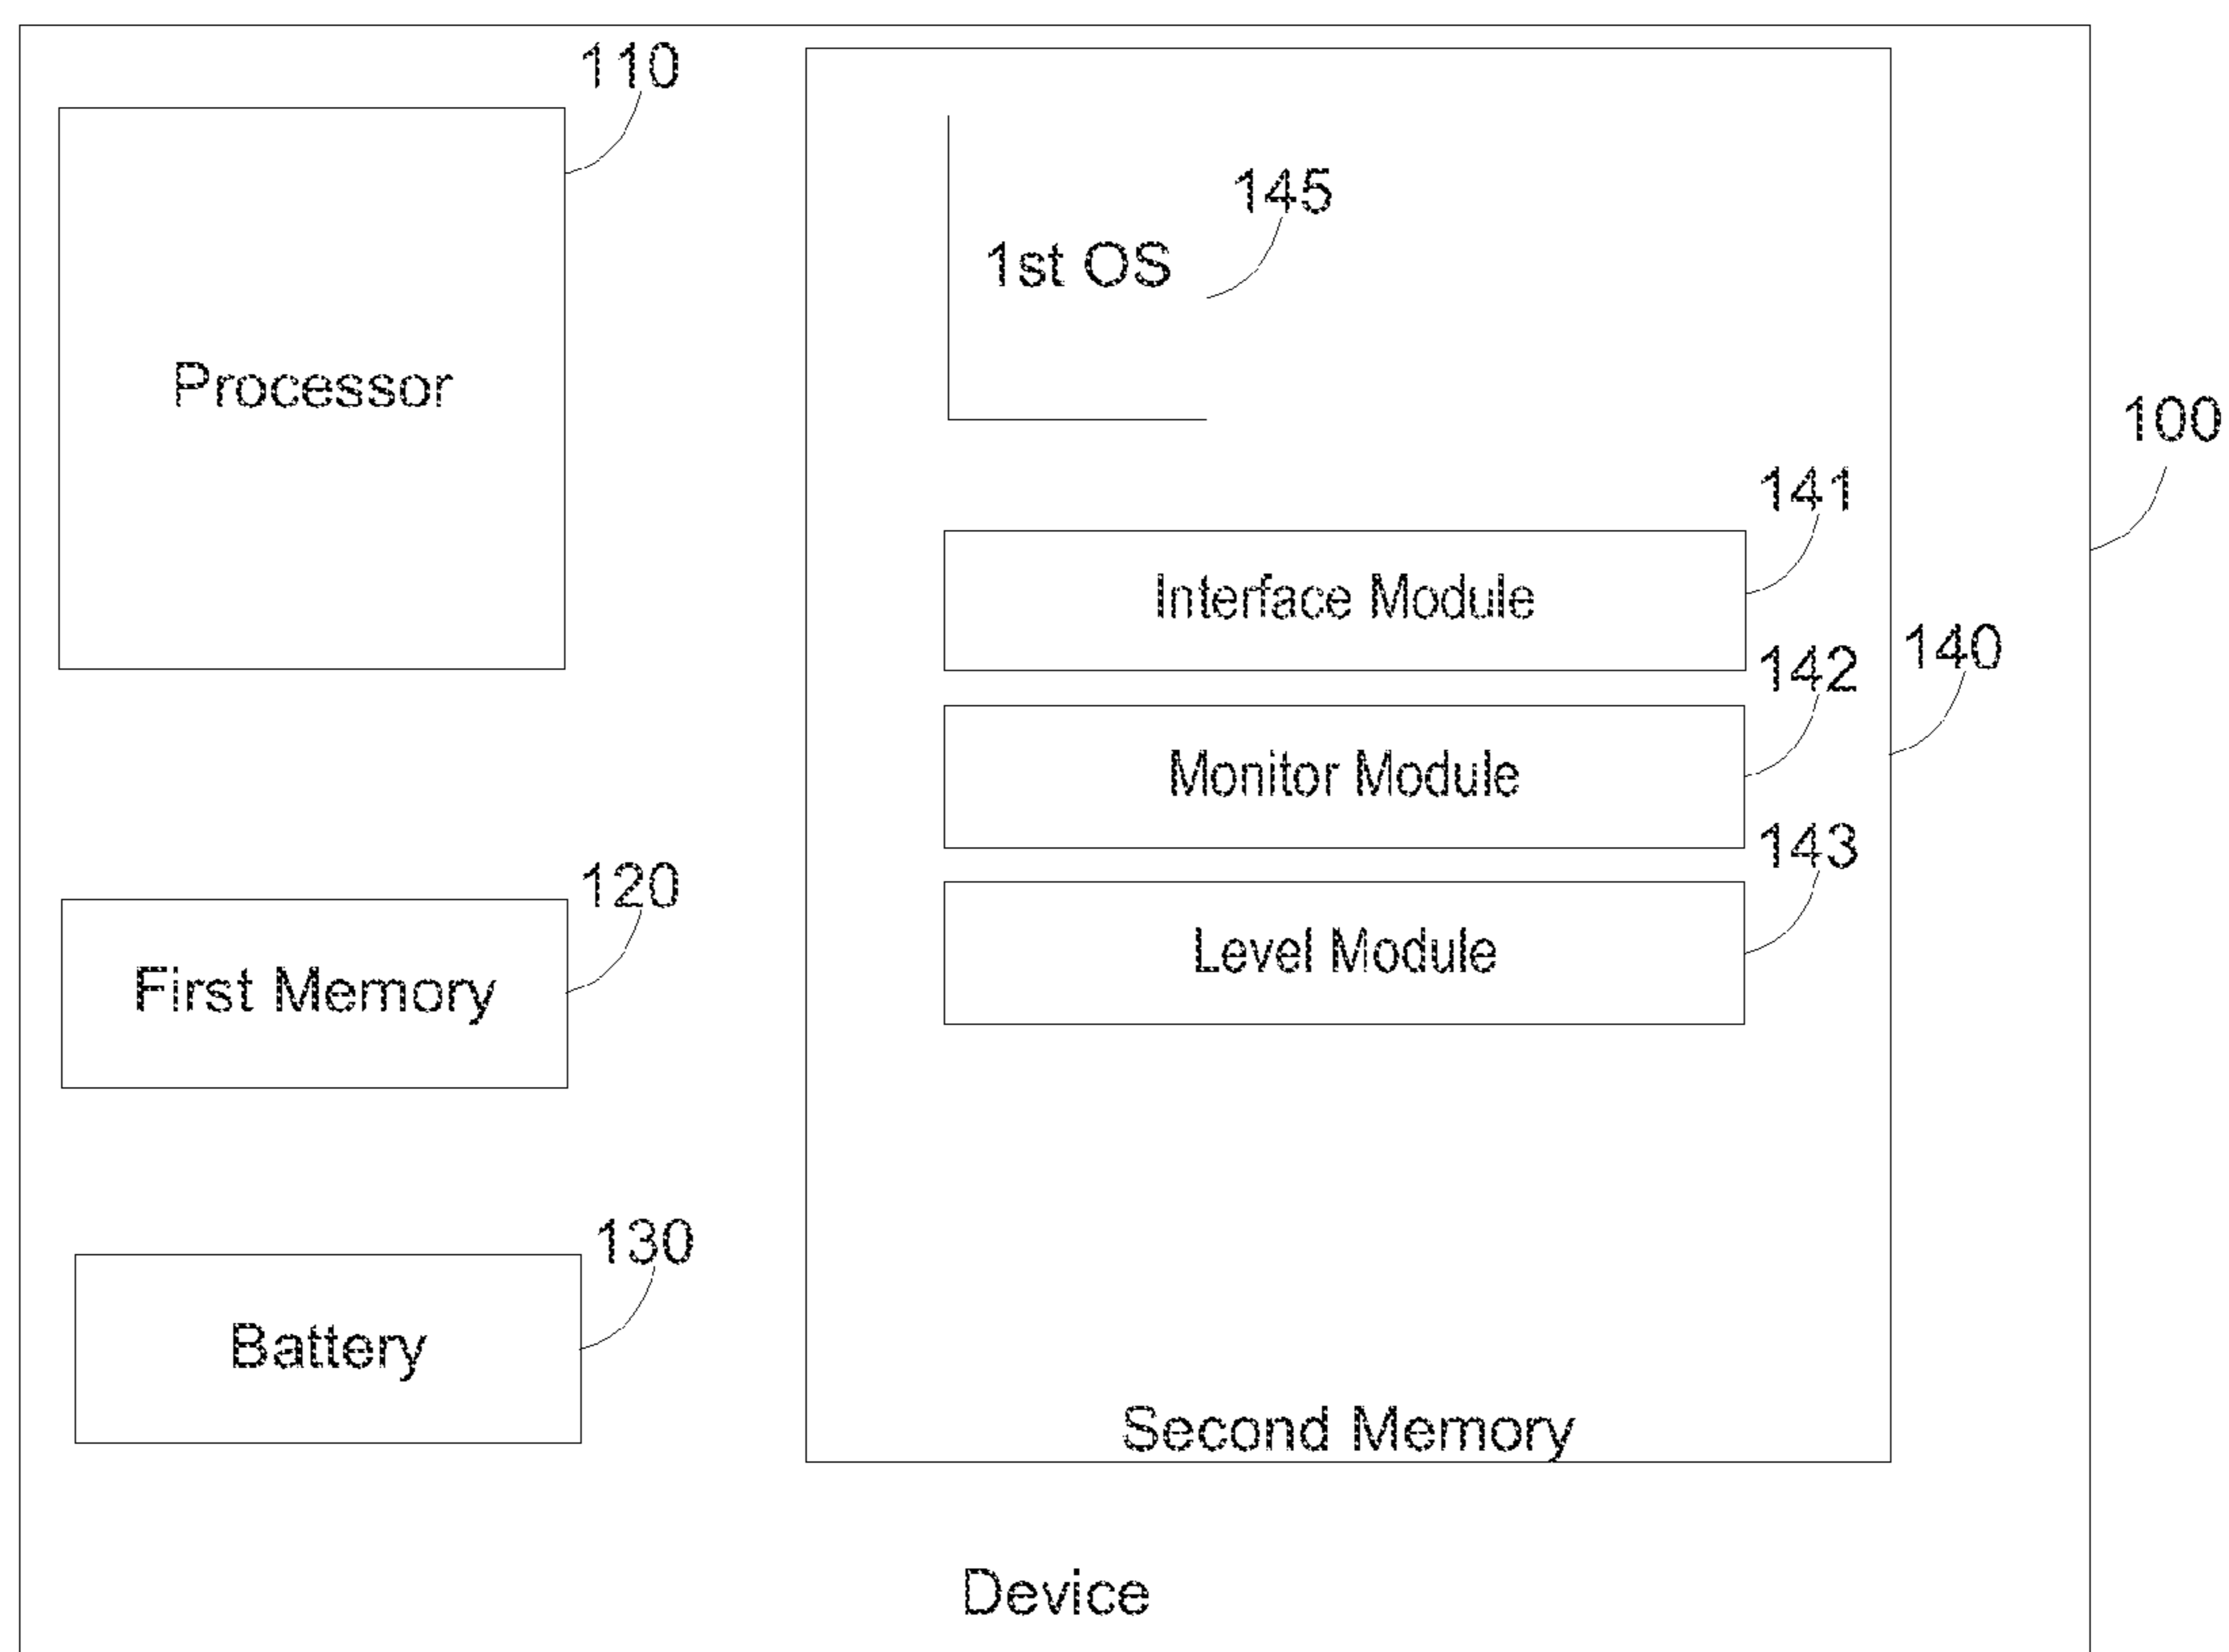 110
Processor
120
First Memory
130
Battery
145
1st OS
141
Interface Module
142
Monitor Module
143
Level Module
Second Memory
140
100
Device